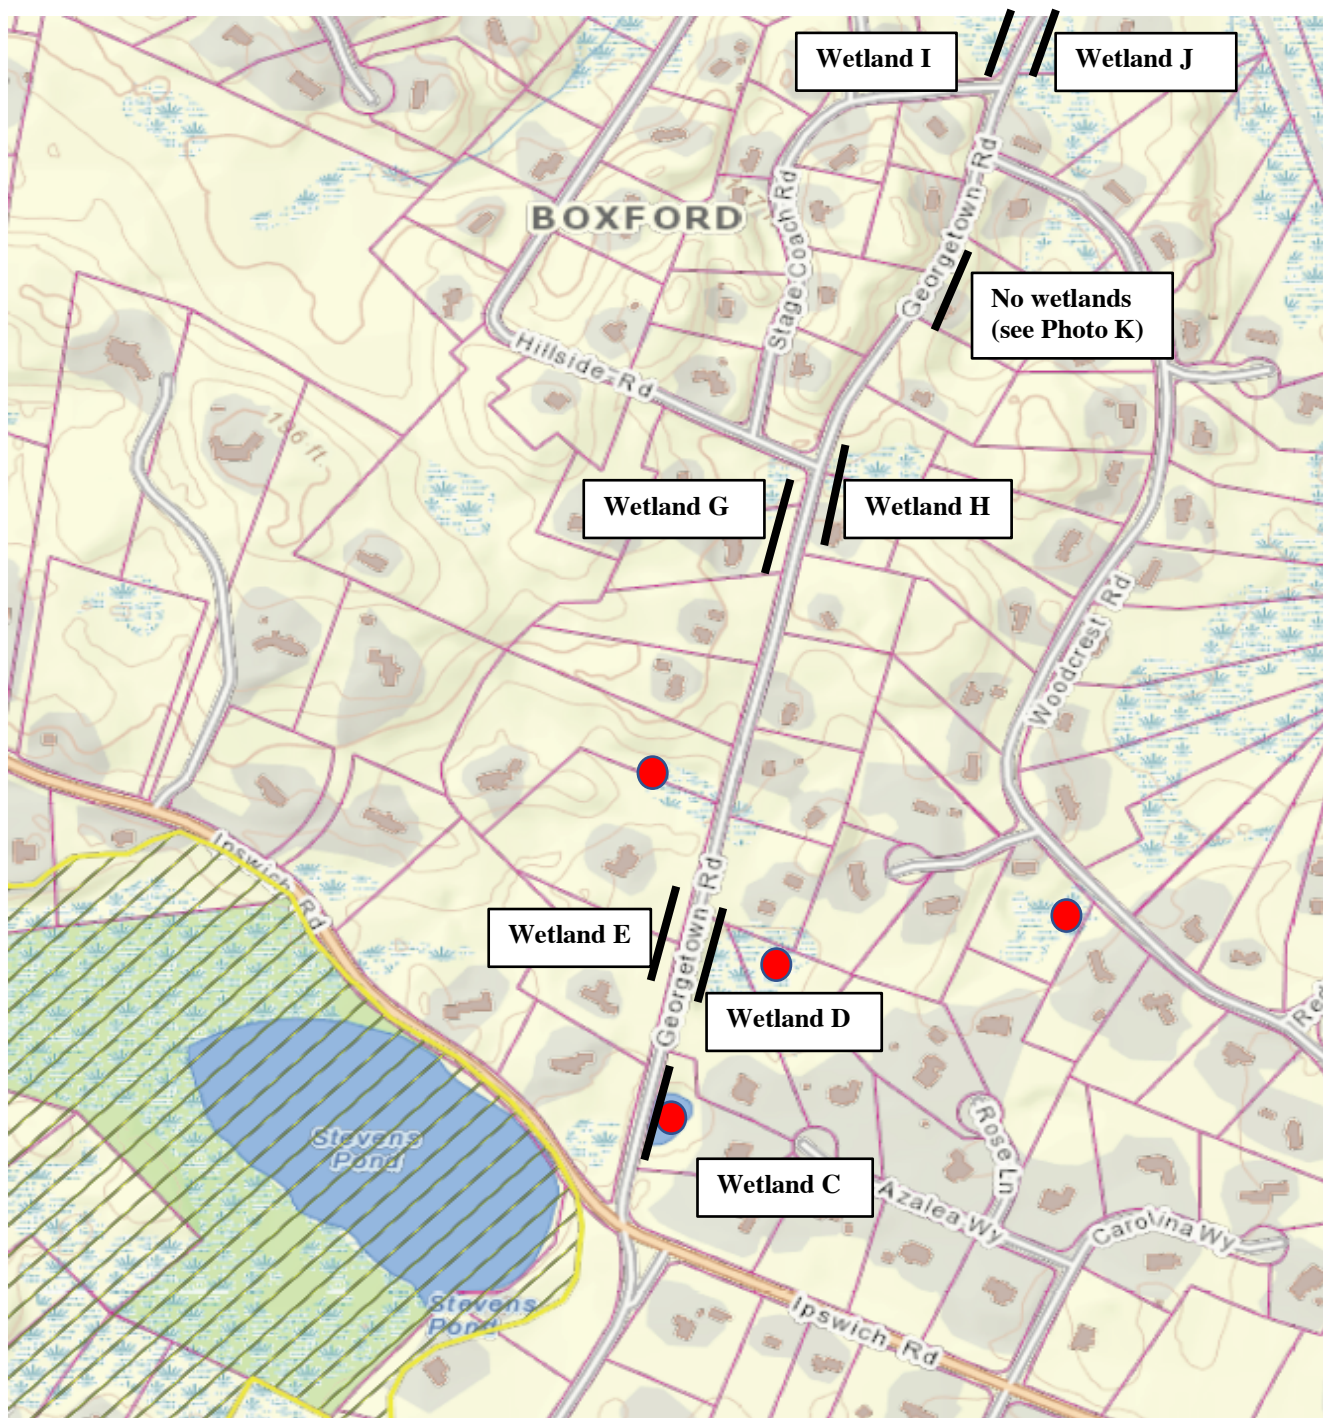 Wetland I
Wetland J
Georgetown Rd
Stage Coach Rd
BOXFORD
No wetlands
(see Photo K)
Hillside Rd
196 ft.
Wetland G
Wetland H
Woodcrest Rd
Ipswich Rd
Georgetown Rd
Wetland E
Wetland D
Red
Stevens
Pond
Rose Ln
Wetland C
Azalea Wy
Carolina Wy
Stevens
Pond
Ipswich Rd